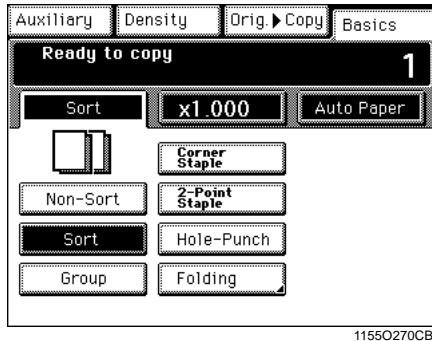 Auxiliary Density Orig.▶Copy Basics
Ready to copy
1
Sort x1.000 Auto Paper
Corner
Staple
Non-Sort 2-Point
Staple
Sort Hole-Punch
Group Folding
1155O270CB